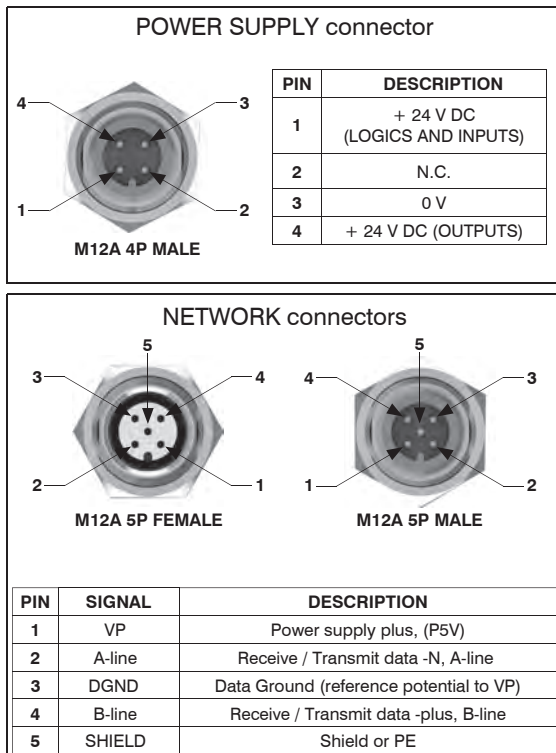 POWER SUPPLY connector
4
3
1
2
M12A 4P MALE
PIN DESCRIPTION
1 + 24 V DC
(LOGICS AND INPUTS)
2 N.C.
3 0 V
4 + 24 V DC (OUTPUTS)
NETWORK connectors
5
3
4
2
1
M12A 5P FEMALE
5
4
3
1
2
M12A 5P MALE
PIN SIGNAL DESCRIPTION
1 VP Power supply plus, (P5V)
2 A-line Receive / Transmit data -N, A-line
3 DGND Data Ground (reference potential to VP)
4 B-line Receive / Transmit data -plus, B-line
5 SHIELD Shield or PE